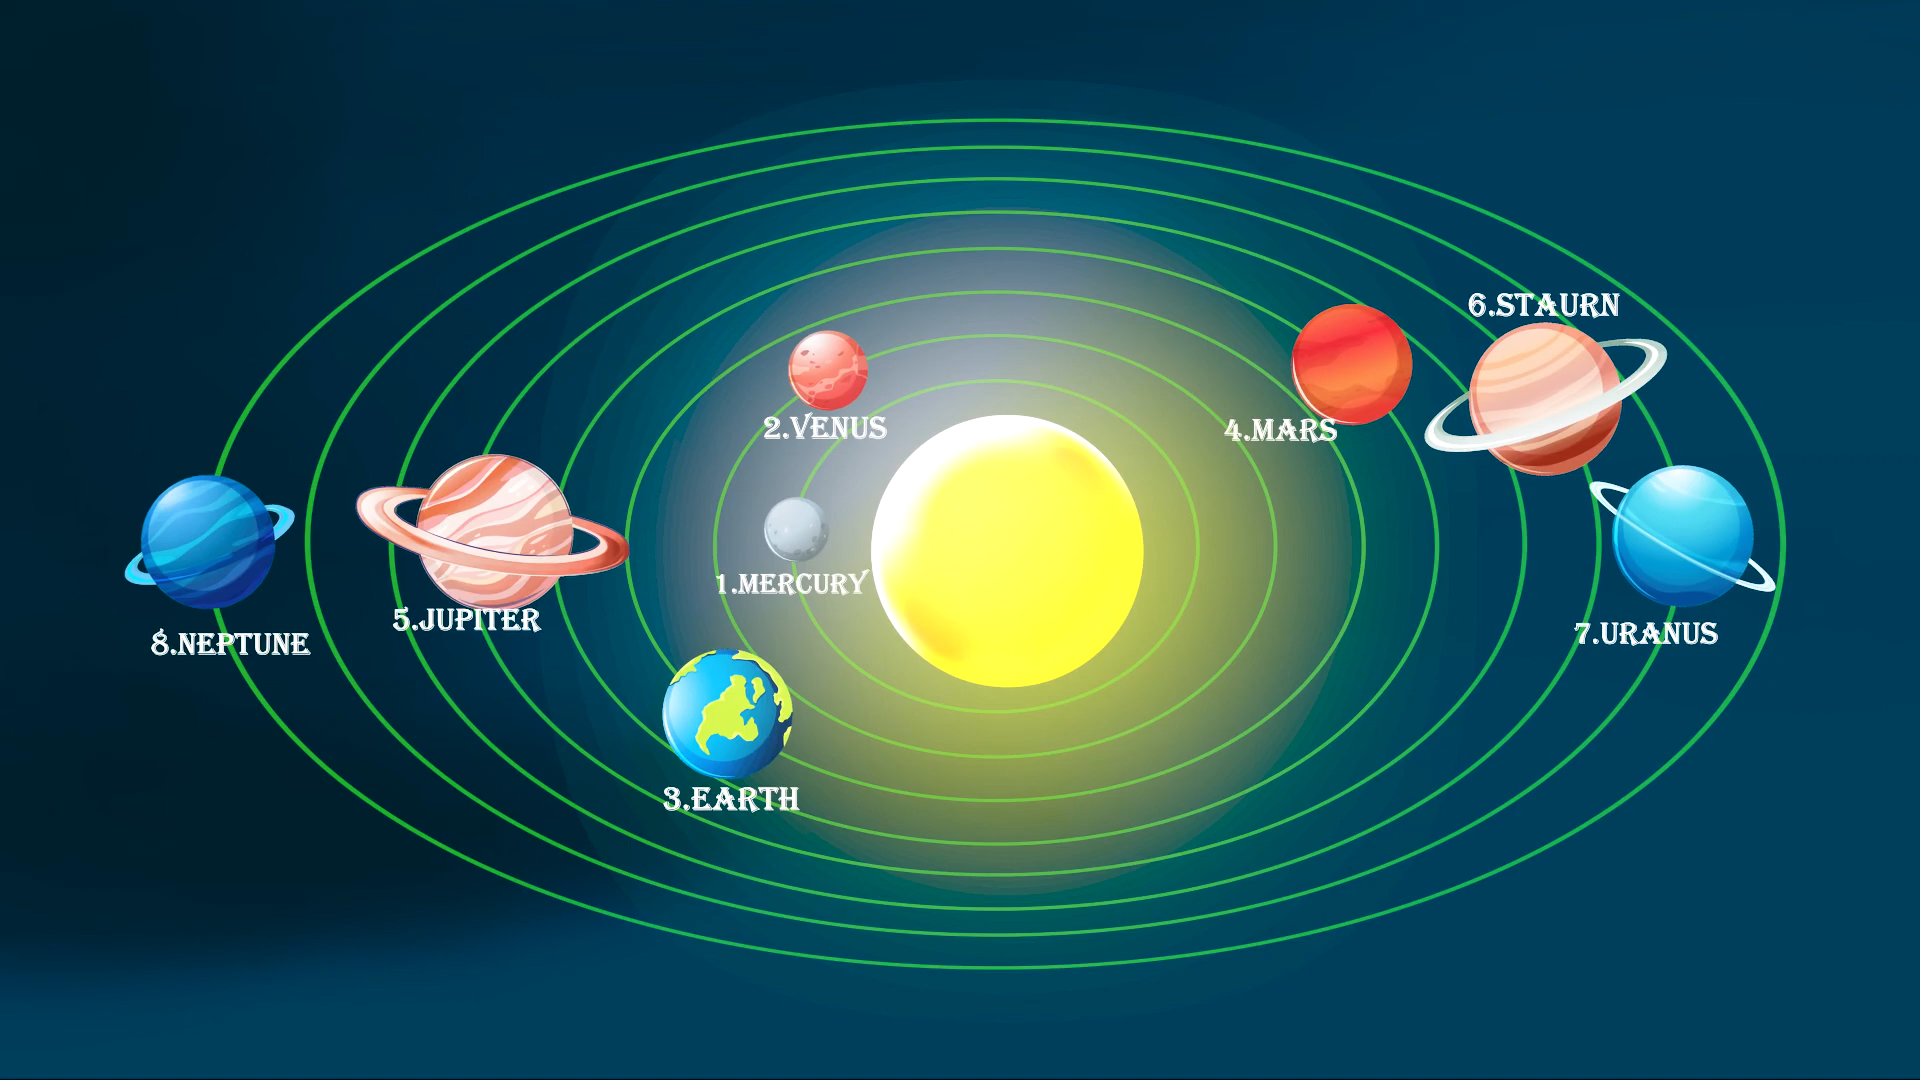 6.STAURN
2.VENUS
4.MARS
1.MERCURY
5.JUPITER
7.URANUS
8.NEPTUNE
3.EARTH